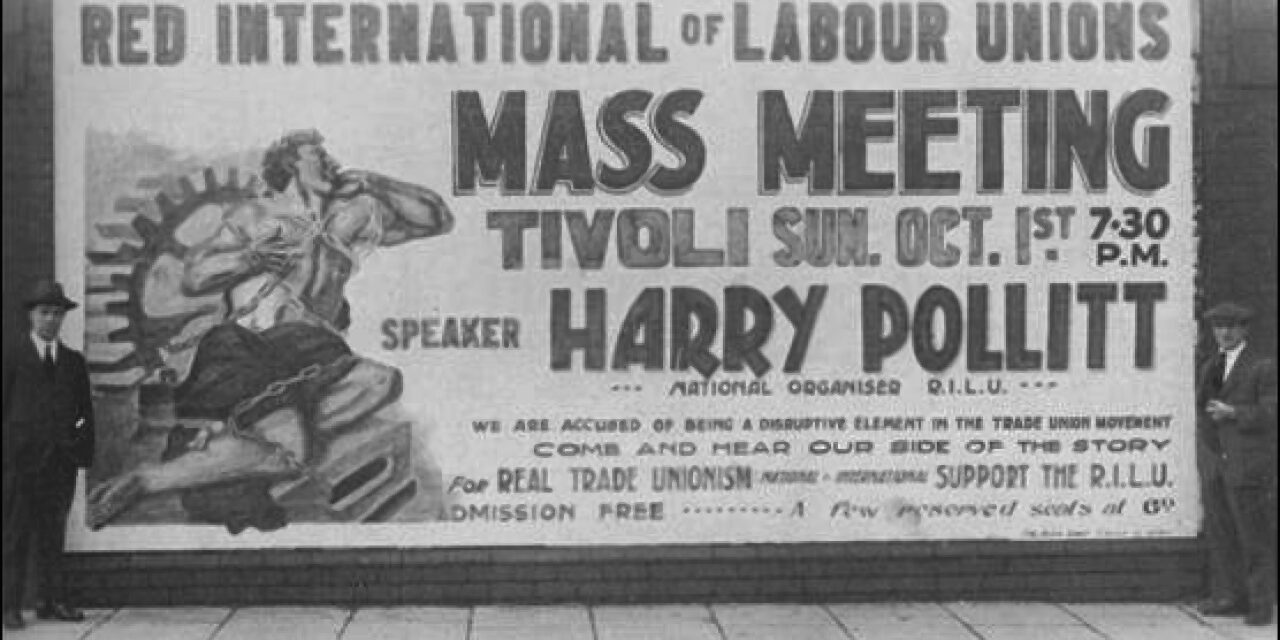 RED INTERNATIONAL OF LABOUR UNIONS
MASS MEETING
TIVOLI SUN. OCT. 1ST 7·30 P.M.
SPEAKER HARRY POLLITT
--- NATIONAL ORGANISER R.I.L.U. ---
WE ARE ACCUSED OF BEING A DISRUPTIVE ELEMENT IN THE TRADE UNION MOVEMENT
COME AND HEAR OUR SIDE OF THE STORY
For REAL TRADE UNIONISM NATIONAL & INTERNATIONAL SUPPORT THE R.I.L.U.
ADMISSION FREE ········· A few reserved seats at 6D